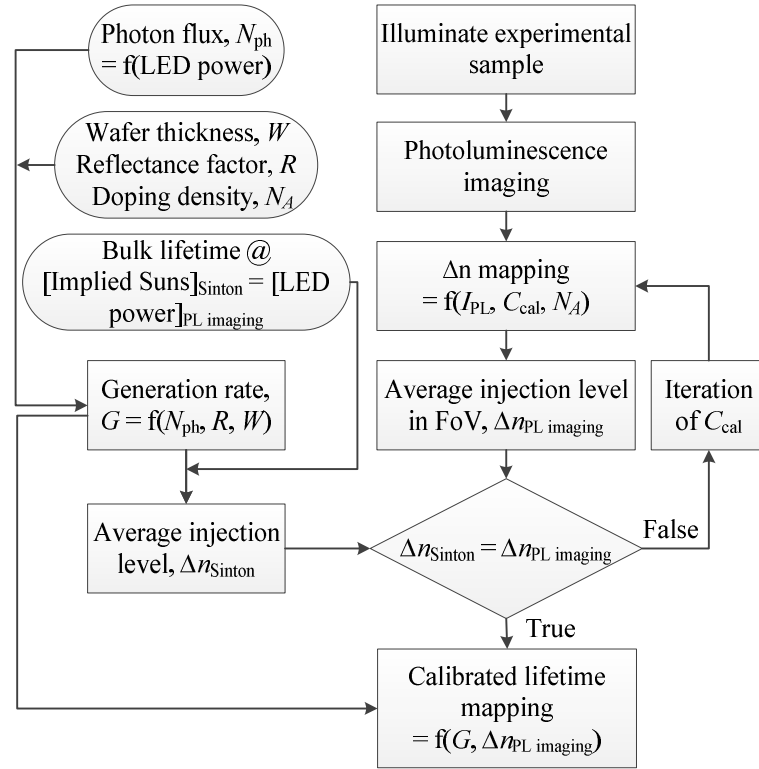 Photon flux, Nph
= f(LED power)
Wafer thickness, W
Reflectance factor, R
Doping density, NA
Bulk lifetime @
[Implied Suns]Sinton = [LED
power]PL imaging
Generation rate,
G = f(Nph, R, W)
Average injection
level, ΔnSinton
Illuminate experimental
sample
Photoluminescence
imaging
Δn mapping
= f(IPL, Ccal, NA)
Average injection level
in FoV, ΔnPL imaging
Iteration
of Ccal
ΔnSinton = ΔnPL imaging
False
True
Calibrated lifetime
mapping
= f(G, ΔnPL imaging)